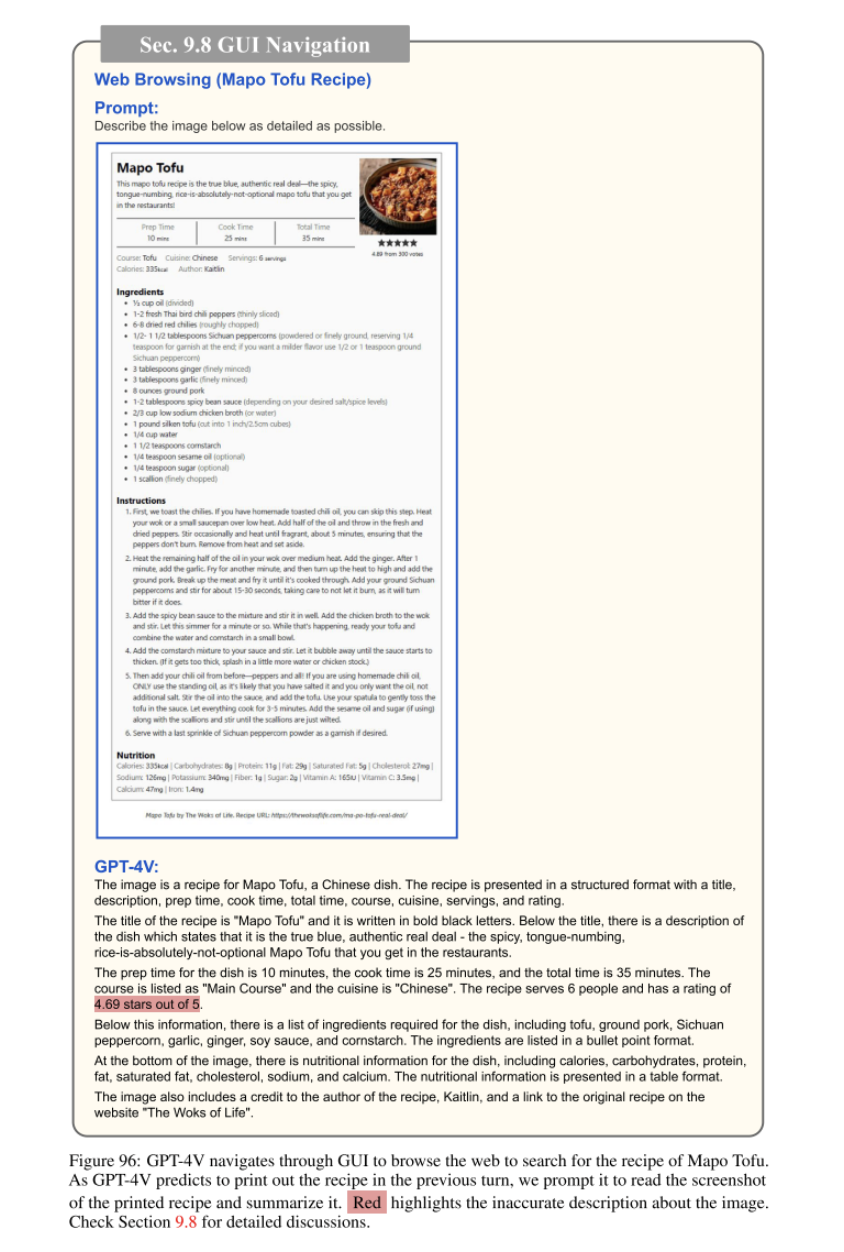 Sec. 9.8 GUI Navigation
Web Browsing (Mapo Tofu Recipe)
Prompt:
Describe the image below as detailed as possible.
Mapo Tofu
This mapo tofu recipe is the true blue, authentic real deal—the spicy,
tongue-numbing, rice-is-absolutely-not-optional mapo tofu that you get
in the restaurants!
Prep Time Cook Time Total Time
10 mins 25 mins 35 mins
★★★★★
4.89 from 300 votes
Course: Tofu Cuisine: Chinese Servings: 6 servings
Calories: 335kcal Author: Kaitlin
Ingredients
• ½ cup oil (divided)
• 1-2 fresh Thai bird chili peppers (thinly sliced)
• 6-8 dried red chilies (roughly chopped)
• 1/2- 1 1/2 tablespoons Sichuan peppercorns (powdered or finely ground, reserving 1/4
teaspoon for garnish at the end; if you want a milder flavor use 1/2 or 1 teaspoon ground
Sichuan peppercorn)
• 3 tablespoons ginger (finely minced)
• 3 tablespoons garlic (finely minced)
• 8 ounces ground pork
• 1-2 tablespoons spicy bean sauce (depending on your desired salt/spice levels)
• 2/3 cup low sodium chicken broth (or water)
• 1 pound silken tofu (cut into 1 inch/2.5cm cubes)
• 1/4 cup water
• 1 1/2 teaspoons cornstarch
• 1/4 teaspoon sesame oil (optional)
• 1/4 teaspoon sugar (optional)
• 1 scallion (finely chopped)
Instructions
1. First, we toast the chilies. If you have homemade toasted chili oil, you can skip this step. Heat
your wok or a small saucepan over low heat. Add half of the oil and throw in the fresh and
dried peppers. Stir occasionally and heat until fragrant, about 5 minutes, ensuring that the
peppers don't burn. Remove from heat and set aside.
2. Heat the remaining half of the oil in your wok over medium heat. Add the ginger. After 1
minute, add the garlic. Fry for another minute, and then turn up the heat to high and add the
ground pork. Break up the meat and fry it until it's cooked through. Add your ground Sichuan
peppercorns and stir for about 15-30 seconds, taking care to not let it burn, as it will turn
bitter if it does.
3. Add the spicy bean sauce to the mixture and stir it in well. Add the chicken broth to the wok
and stir. Let this simmer for a minute or so. While that's happening, ready your tofu and
combine the water and cornstarch in a small bowl.
4. Add the cornstarch mixture to your sauce and stir. Let it bubble away until the sauce starts to
thicken. (If it gets too thick, splash in a little more water or chicken stock.)
5. Then add your chili oil from before—peppers and all! If you are using homemade chili oil,
ONLY use the standing oil, as it's likely that you have salted it and you only want the oil, not
additional salt. Stir the oil into the sauce, and add the tofu. Use your spatula to gently toss the
tofu in the sauce. Let everything cook for 3-5 minutes. Add the sesame oil and sugar (if using)
along with the scallions and stir until the scallions are just wilted.
6. Serve with a last sprinkle of Sichuan peppercorn powder as a garnish if desired.
Nutrition
Calories: 335kcal | Carbohydrates: 8g | Protein: 11g | Fat: 29g | Saturated Fat: 5g | Cholesterol: 27mg |
Sodium: 126mg | Potassium: 340mg | Fiber: 1g | Sugar: 2g | Vitamin A: 165IU | Vitamin C: 3.5mg |
Calcium: 47mg | Iron: 1.4mg
Mapo Tofu by The Woks of Life. Recipe URL: https://thewoksoflife.com/ma-po-tofu-real-deal/
GPT-4V:
The image is a recipe for Mapo Tofu, a Chinese dish. The recipe is presented in a structured format with a title,
description, prep time, cook time, total time, course, cuisine, servings, and rating.
The title of the recipe is "Mapo Tofu" and it is written in bold black letters. Below the title, there is a description of
the dish which states that it is the true blue, authentic real deal - the spicy, tongue-numbing,
rice-is-absolutely-not-optional Mapo Tofu that you get in the restaurants.
The prep time for the dish is 10 minutes, the cook time is 25 minutes, and the total time is 35 minutes. The
course is listed as "Main Course" and the cuisine is "Chinese". The recipe serves 6 people and has a rating of
4.69 stars out of 5.
Below this information, there is a list of ingredients required for the dish, including tofu, ground pork, Sichuan
peppercorn, garlic, ginger, soy sauce, and cornstarch. The ingredients are listed in a bullet point format.
At the bottom of the image, there is nutritional information for the dish, including calories, carbohydrates, protein,
fat, saturated fat, cholesterol, sodium, and calcium. The nutritional information is presented in a table format.
The image also includes a credit to the author of the recipe, Kaitlin, and a link to the original recipe on the
website "The Woks of Life".
Figure 96: GPT-4V navigates through GUI to browse the web to search for the recipe of Mapo Tofu.
As GPT-4V predicts to print out the recipe in the previous turn, we prompt it to read the screenshot
of the printed recipe and summarize it. Red highlights the inaccurate description about the image.
Check Section 9.8 for detailed discussions.